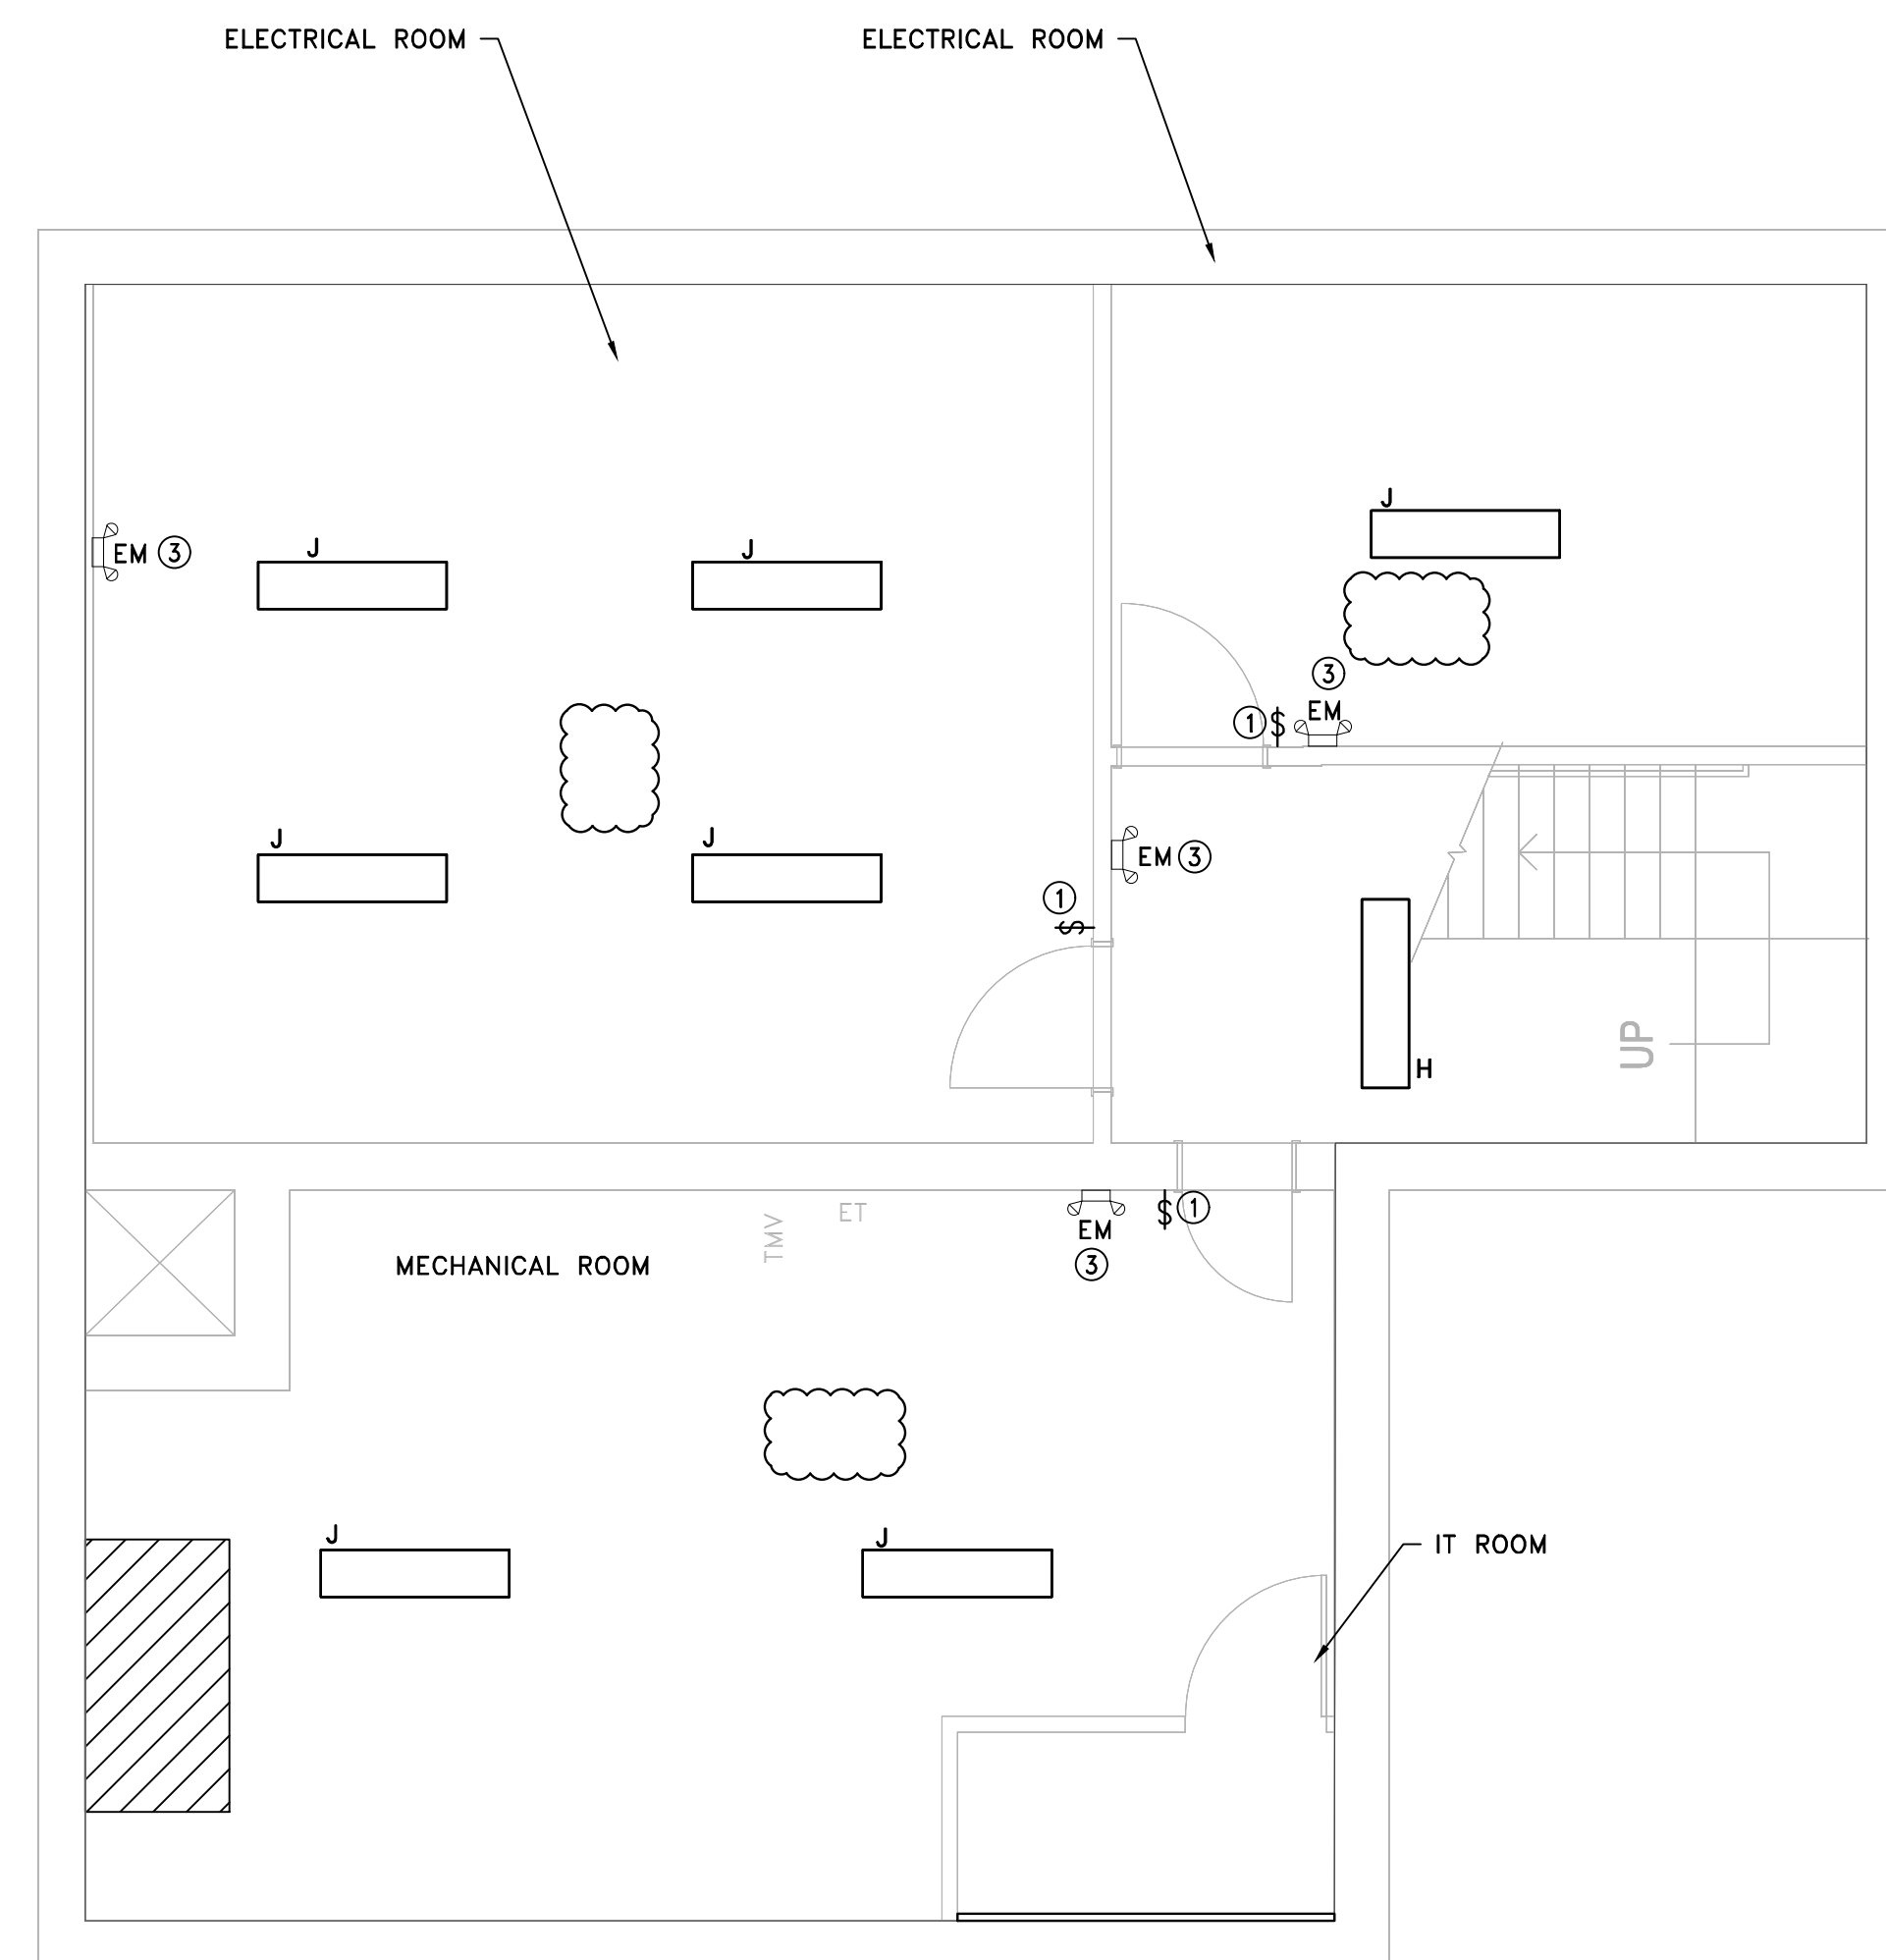 ELECTRICAL ROOM
ELECTRICAL ROOM
J
EM 3
J
J
3
1 $ EM
J
J
EM 3
1
$
UP
H
$ 1
ET
TMV
EM
3
MECHANICAL ROOM
J
J
IT ROOM